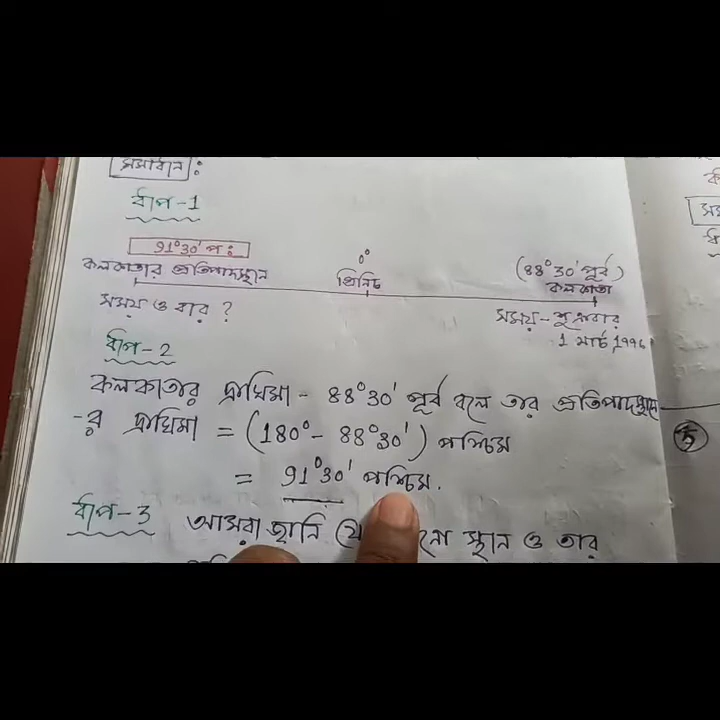 সমাধান :
ধাপ-1
91°30' প :
0°
(88°30' পূর্ব)
কলকাতার প্রতিপাদস্থান
গ্রিনিচ
কলকাতা
সময় ও বার ?
সময় - শুক্রবার
1 মার্চ, 1996
ধাপ-2
কলকাতার দ্রাঘিমা - 88°30' পূর্ব বলে তার প্রতিপাদস্থানে
-র দ্রাঘিমা = (180° - 88°30') পশ্চিম
= 91°30' পশ্চিম.
ধাপ-3 আমরা জানি স্থান ও তার